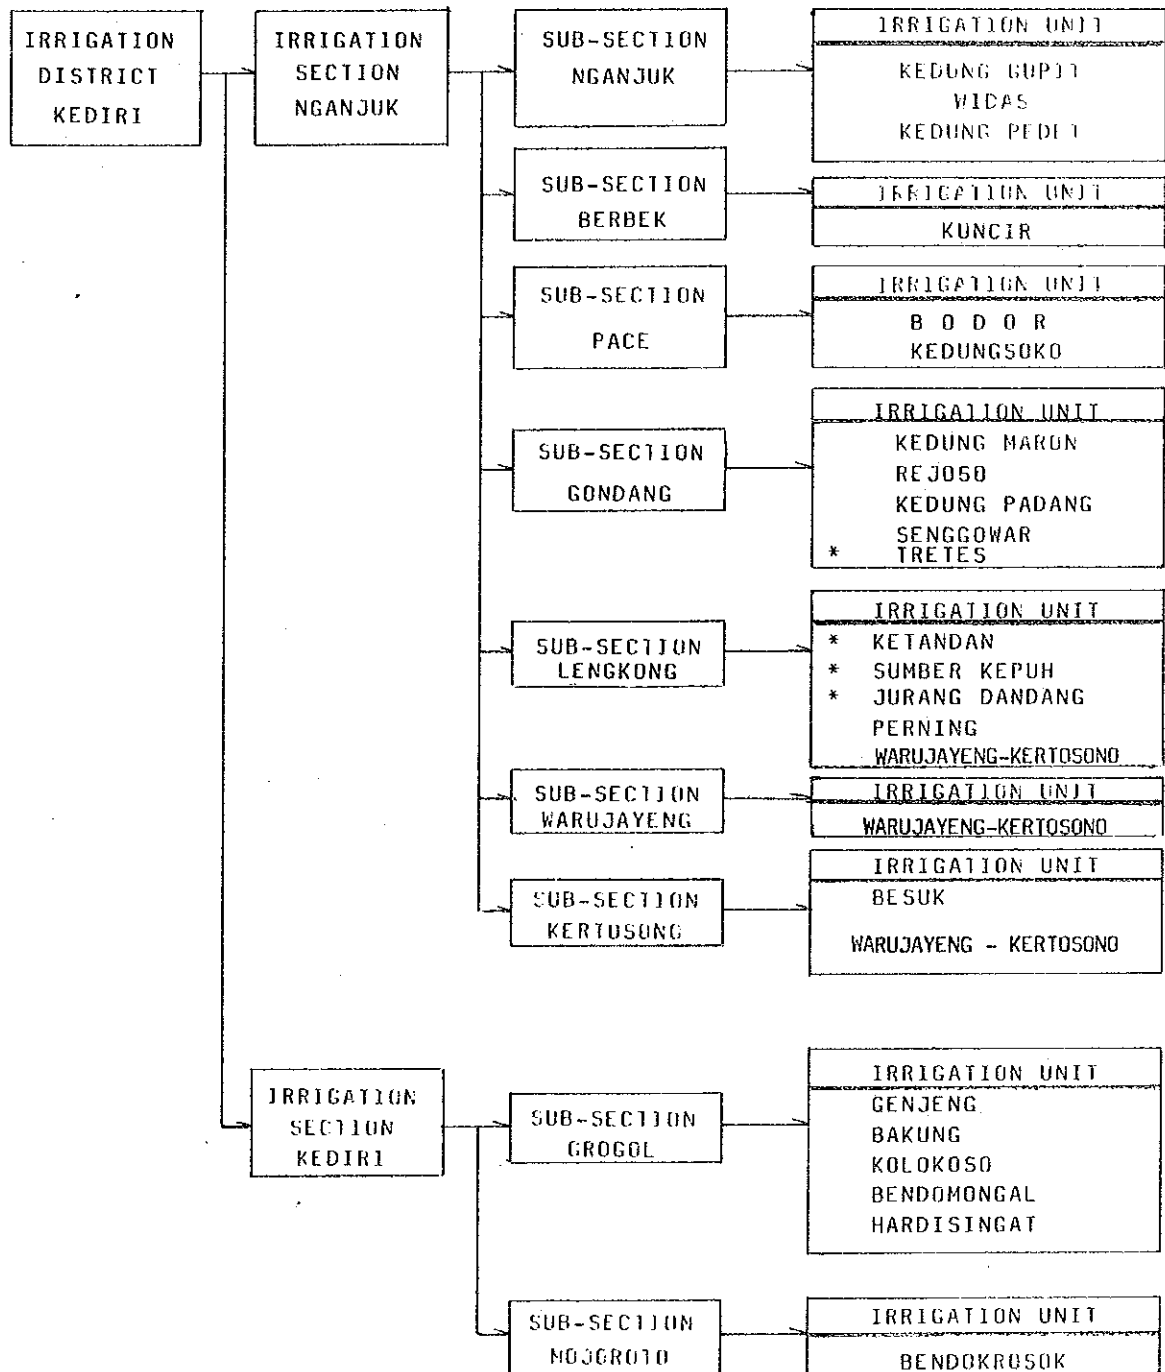 IRRIGATION
DISTRICT
KEDIRI
IRRIGATION
SECTION
NGANJUK
SUB-SECTION
NGANJUK
IRRIGATION UNIT
KEDUNG GUPIT
WIDAS
KEDUNG PEDET
SUB-SECTION
BERBEK
IRRIGATION UNIT
KUNCIR
SUB-SECTION
PACE
IRRIGATION UNIT
B O D O R
KEDUNGSOKO
SUB-SECTION
GONDANG
IRRIGATION UNIT
KEDUNG MARON
REJOSO
KEDUNG PADANG
SENGGOWAR
* TRETES
SUB-SECTION
LENGKONG
IRRIGATION UNIT
* KETANDAN
* SUMBER KEPUH
* JURANG DANDANG
PERNING
WARUJAYENG-KERTOSONO
SUB-SECTION
WARUJAYENG
IRRIGATION UNIT
WARUJAYENG-KERTOSONO
SUB-SECTION
KERTOSONG
IRRIGATION UNIT
BESUK
WARUJAYENG - KERTOSONO
IRRIGATION
SECTION
KEDIRI
SUB-SECTION
GROGOL
IRRIGATION UNIT
GENJENG
BAKUNG
KOLOKOSO
BENDOMONGAL
HARDISINGAT
SUB-SECTION
MOJOROTO
IRRIGATION UNIT
BENDOKROSOK